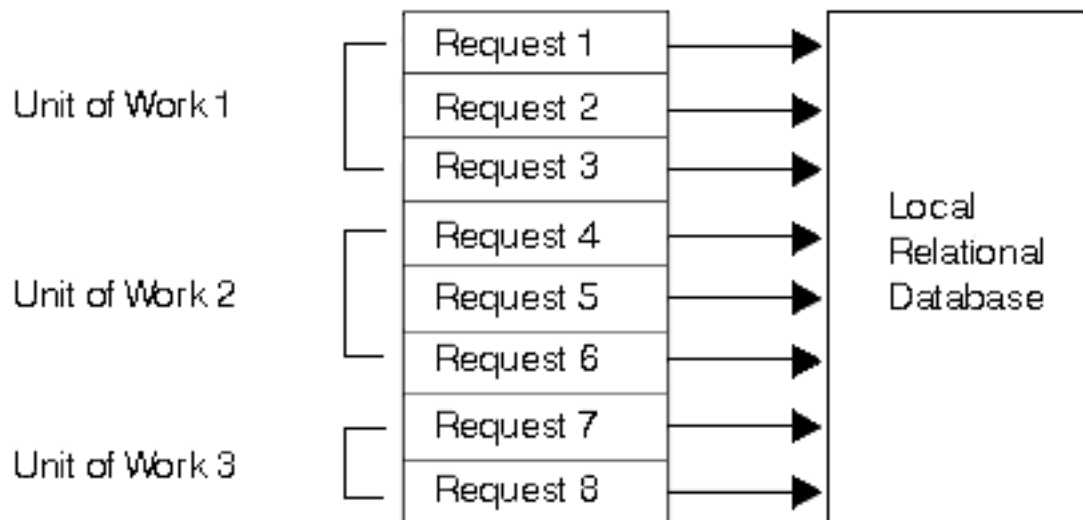 Unit of Work 1
Request 1
Request 2
Request 3
Unit of Work 2
Request 4
Request 5
Request 6
Unit of Work 3
Request 7
Request 8
Local
Relational
Database